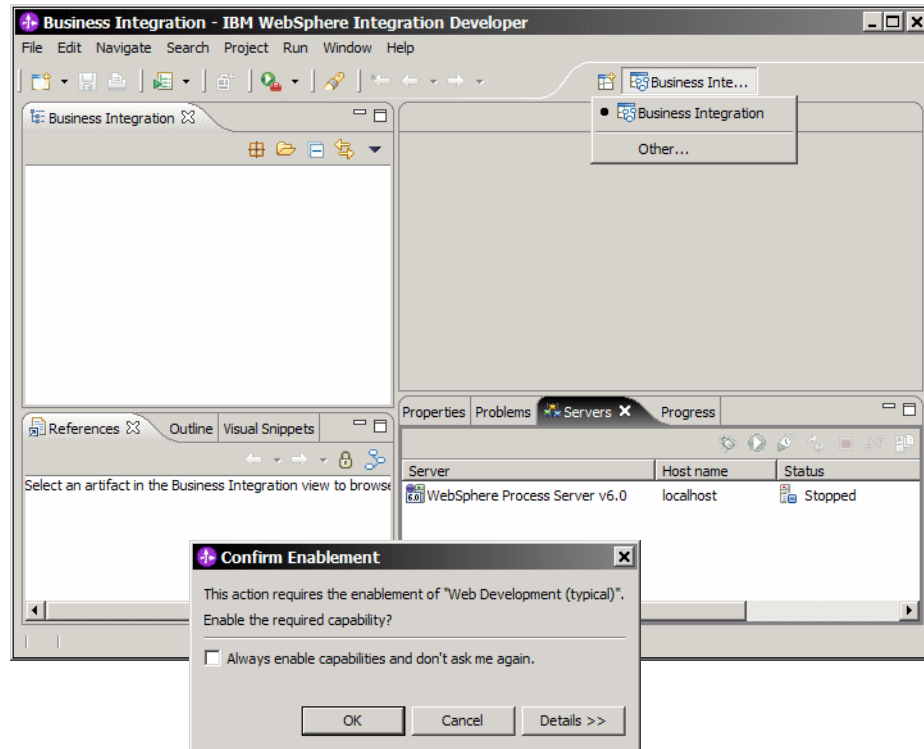 Business Integration - IBM WebSphere Integration Developer
File Edit Navigate Search Project Run Window Help
Business Inte...
Business Integration
Business Integration
Other...
Properties Problems Servers Progress
References Outline Visual Snippets
Server Host name Status
Select an artifact in the Business Integration view to browse
6.0 WebSphere Process Server v6.0 localhost Stopped
Confirm Enablement
This action requires the enablement of "Web Development (typical)".
Enable the required capability?
Always enable capabilities and don't ask me again.
OK Cancel Details >>